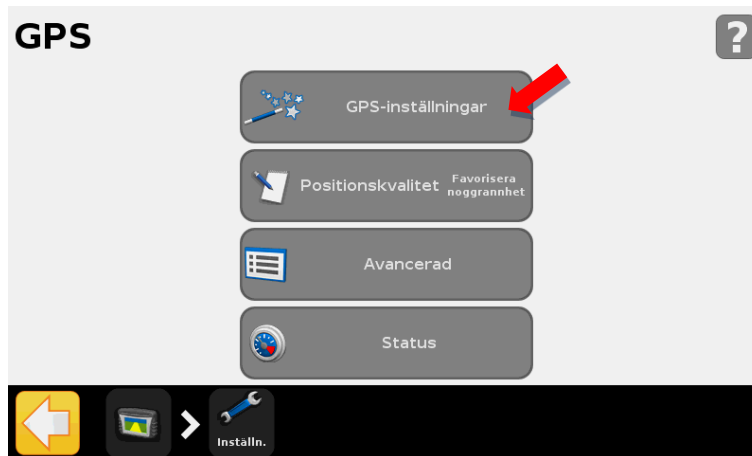 GPS
?
GPS-inställningar
Positionskvalitet
Favorisera
noggrannhet
Avancerad
Status
Inställn.